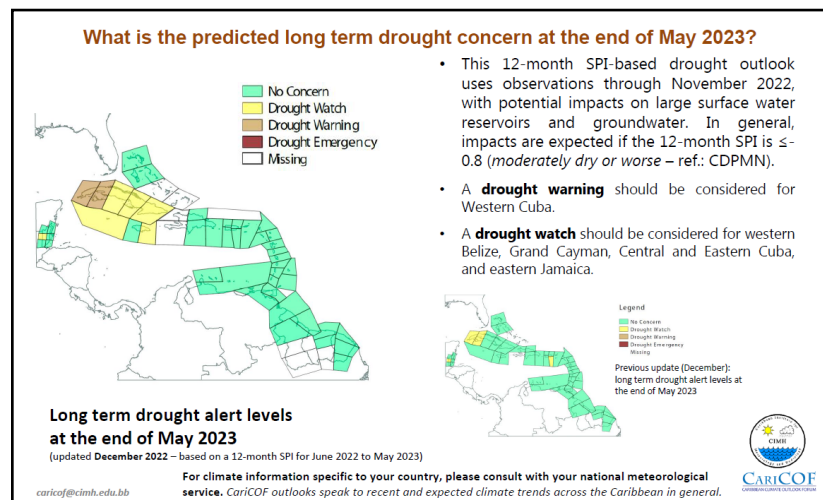 What is the predicted long term drought concern at the end of May 2023?
No Concern
Drought Watch
Drought Warning
Drought Emergency
Missing
• This 12-month SPI-based drought outlook
uses observations through November 2022,
with potential impacts on large surface water
reservoirs and groundwater. In general,
impacts are expected if the 12-month SPI is ≤-
0.8 (moderately dry or worse – ref.: CDPMN).
• A drought warning should be considered for
Western Cuba.
• A drought watch should be considered for western
Belize, Grand Cayman, Central and Eastern Cuba,
and eastern Jamaica.
Legend
No Concern
Drought Watch
Drought Warning
Drought Emergency
Missing
Previous update (December):
long term drought alert levels at
the end of May 2023
Long term drought alert levels
at the end of May 2023
(updated December 2022 – based on a 12-month SPI for June 2022 to May 2023)
For climate information specific to your country, please consult with your national meteorological
service. CariCOF outlooks speak to recent and expected climate trends across the Caribbean in general.
caricof@cimh.edu.bb
CIMH
CARICOF
CARIBBEAN CLIMATE OUTLOOK FORUM